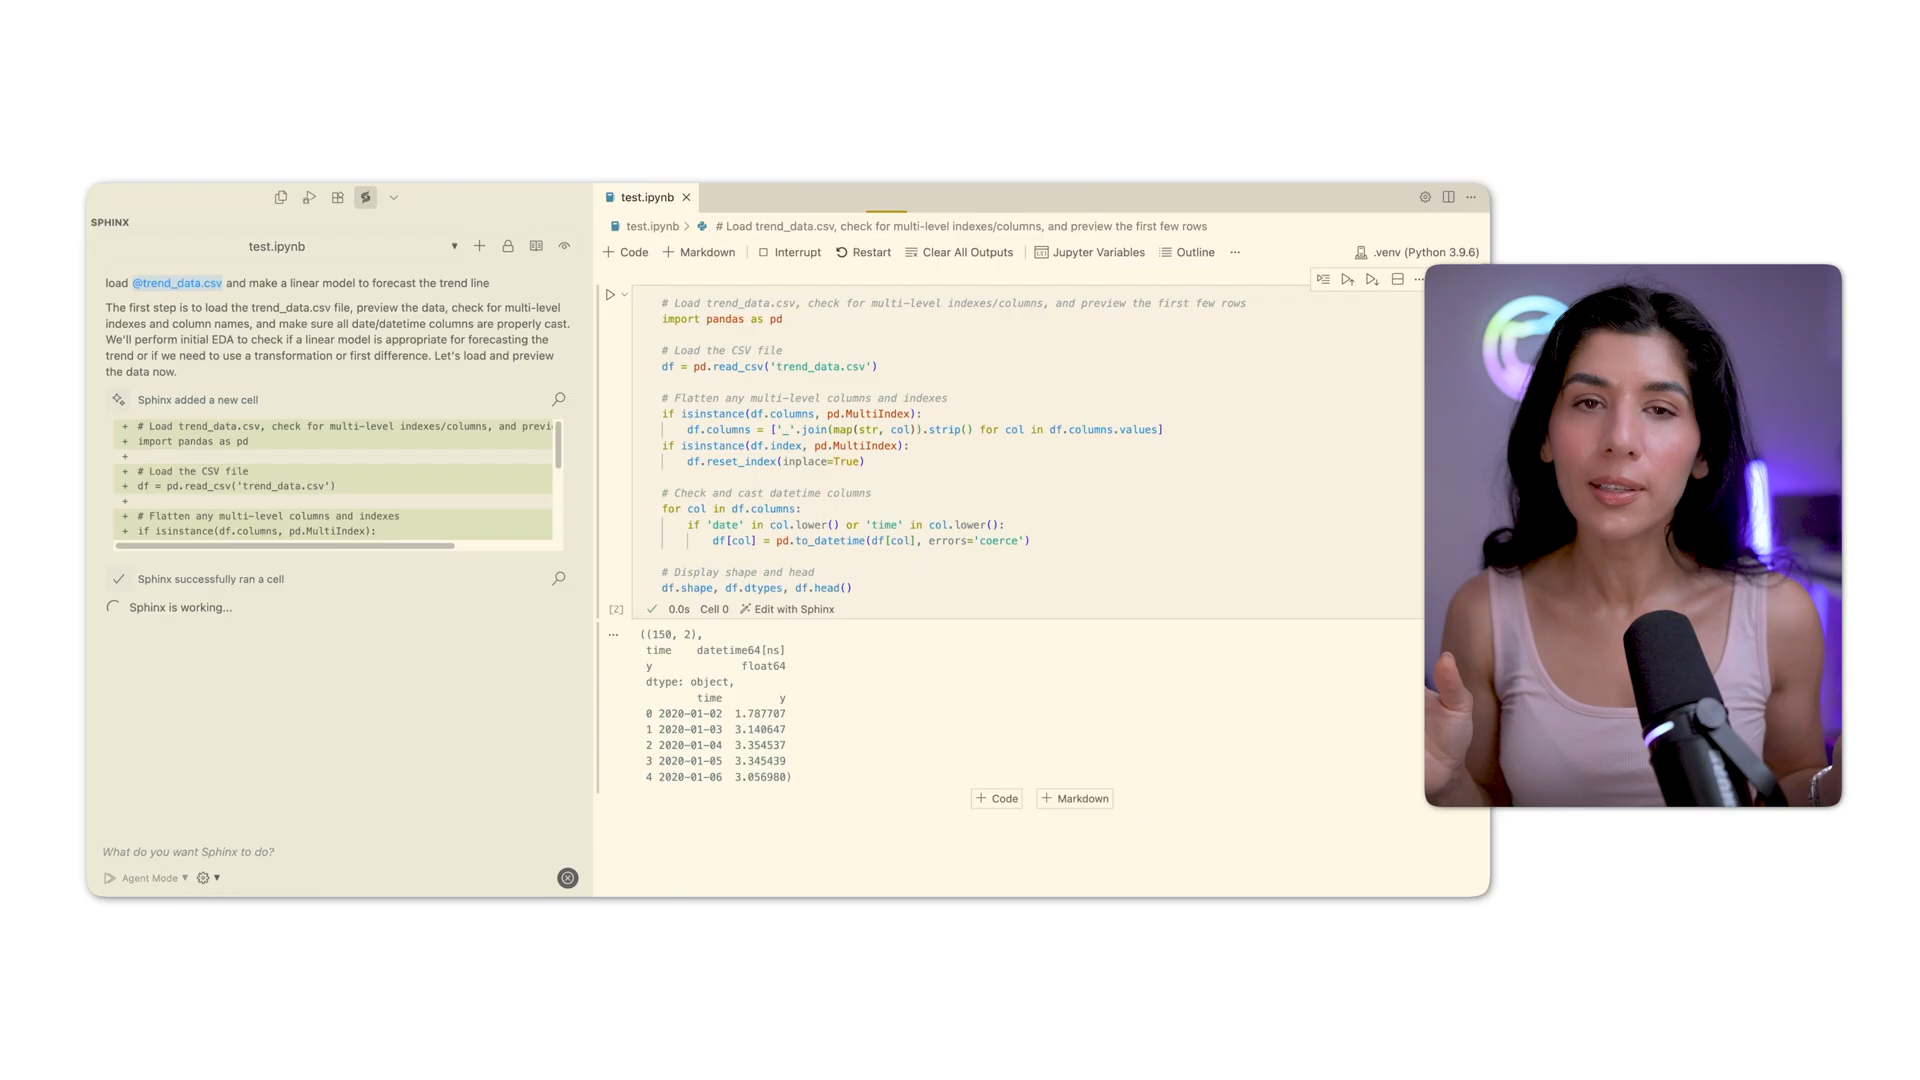 SPHINX
test.ipynb
load @trend_data.csv and make a linear model to forecast the trend line
The first step is to load the trend_data.csv file, preview the data, check for multi-level
indexes and column names, and make sure all date/datetime columns are properly cast.
We'll perform initial EDA to check if a linear model is appropriate for forecasting the
trend or if we need to use a transformation or first difference. Let's load and preview
the data now.
Sphinx added a new cell
+ # Load trend_data.csv, check for multi-level indexes/columns, and previ
+ import pandas as pd
+
+ # Load the CSV file
+ df = pd.read_csv('trend_data.csv')
+
+ # Flatten any multi-level columns and indexes
+ if isinstance(df.columns, pd.MultiIndex):
Sphinx successfully ran a cell
Sphinx is working...
What do you want Sphinx to do?
Agent Mode
test.ipynb
test.ipynb > # Load trend_data.csv, check for multi-level indexes/columns, and preview the first few rows
+ Code + Markdown Interrupt Restart Clear All Outputs Jupyter Variables Outline ... .venv (Python 3.9.6)
# Load trend_data.csv, check for multi-level indexes/columns, and preview the first few rows
import pandas as pd
# Load the CSV file
df = pd.read_csv('trend_data.csv')
# Flatten any multi-level columns and indexes
if isinstance(df.columns, pd.MultiIndex):
df.columns = ['_'.join(map(str, col)).strip() for col in df.columns.values]
if isinstance(df.index, pd.MultiIndex):
df.reset_index(inplace=True)
# Check and cast datetime columns
for col in df.columns:
if 'date' in col.lower() or 'time' in col.lower():
df[col] = pd.to_datetime(df[col], errors='coerce')
# Display shape and head
df.shape, df.dtypes, df.head()
[2] 0.0s Cell 0 Edit with Sphinx
((150, 2),
time datetime64[ns]
y float64
dtype: object,
time y
0 2020-01-02 1.787707
1 2020-01-03 3.140647
2 2020-01-04 3.354537
3 2020-01-05 3.345439
4 2020-01-06 3.056980)
+ Code + Markdown